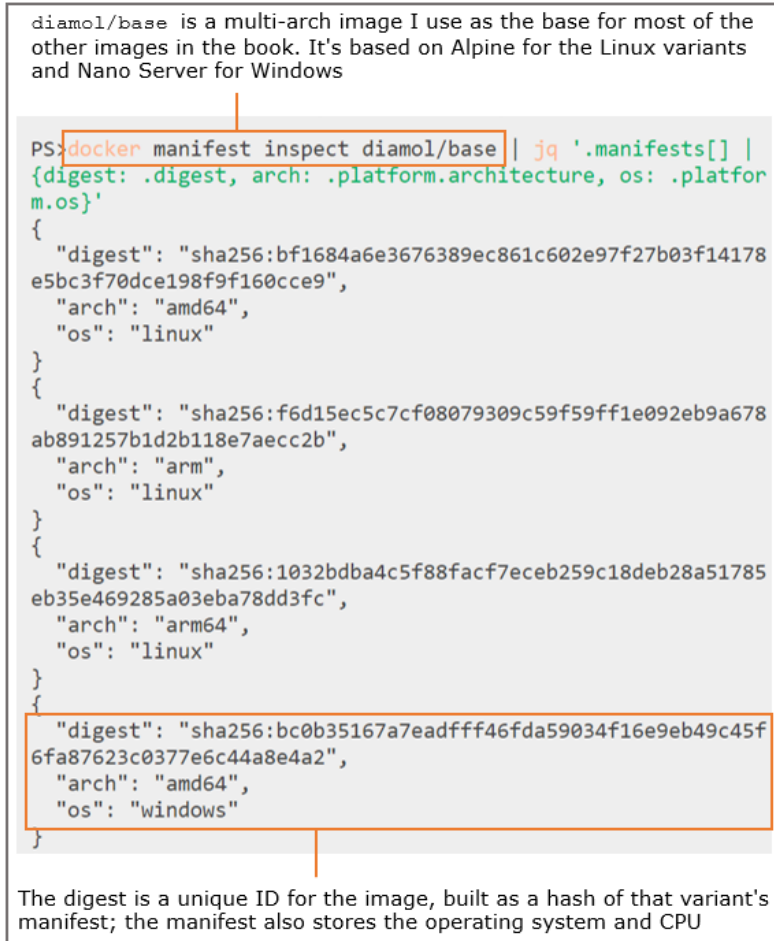 diamol/base is a multi-arch image I use as the base for most of the
other images in the book. It's based on Alpine for the Linux variants
and Nano Server for Windows
PS>docker manifest inspect diamol/base | jq '.manifests[] |
{digest: .digest, arch: .platform.architecture, os: .platfor
m.os}'
{
  "digest": "sha256:bf1684a6e3676389ec861c602e97f27b03f14178
e5bc3f70dce198f9f160cce9",
  "arch": "amd64",
  "os": "linux"
}
{
  "digest": "sha256:f6d15ec5c7cf08079309c59f59ff1e092eb9a678
ab891257b1d2b118e7aecc2b",
  "arch": "arm",
  "os": "linux"
}
{
  "digest": "sha256:1032bdba4c5f88facf7eceb259c18deb28a51785
eb35e469285a03eba78dd3fc",
  "arch": "arm64",
  "os": "linux"
}
{
  "digest": "sha256:bc0b35167a7eadfff46fda59034f16e9eb49c45f
6fa87623c0377e6c44a8e4a2",
  "arch": "amd64",
  "os": "windows"
}
The digest is a unique ID for the image, built as a hash of that variant's
manifest; the manifest also stores the operating system and CPU